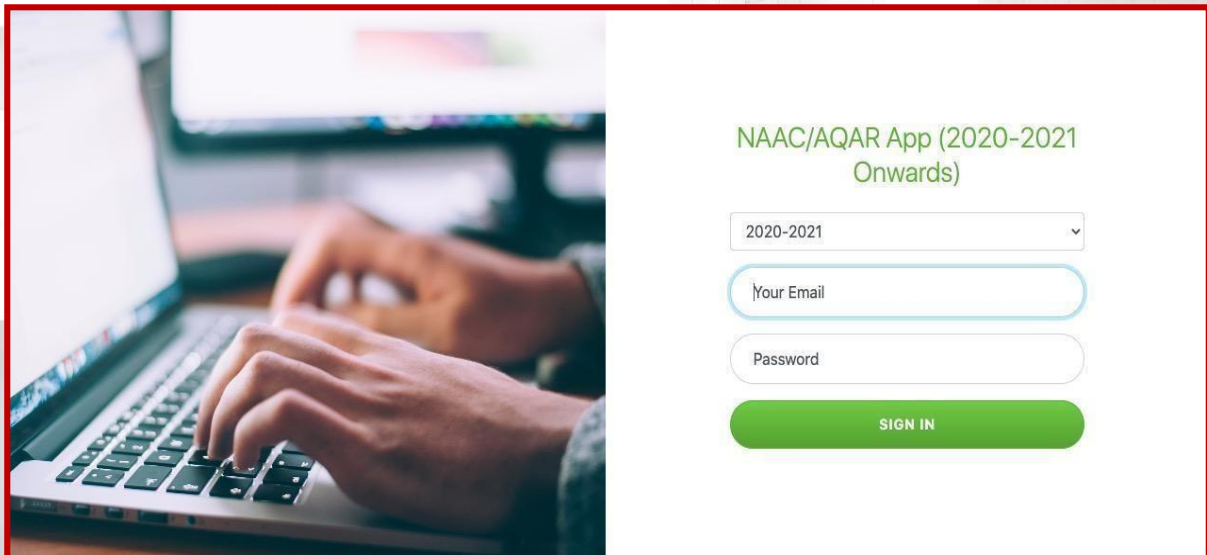 NAAC/AQAR App (2020-2021
Onwards)
2020-2021
Your Email
Password
SIGN IN